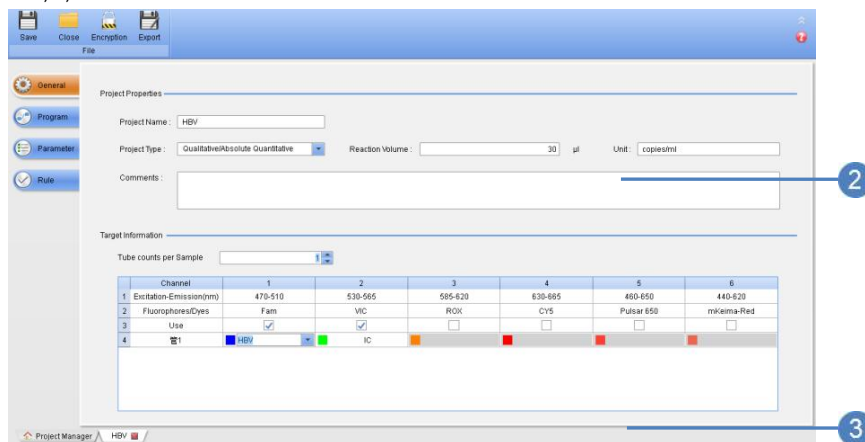 Save Close Encryption Export
File
General
Program
Parameter
Rule
Project Properties
Project Name : HBV
Project Type : Qualitative/Absolute Quantitative Reaction Volume : 30 µl Unit : copies/ml
Comments :
2
Target Information
Tube counts per Sample 1
Channel 1 2 3 4 5 6
1 Excitation-Emission(nm) 470-510 530-565 585-620 630-665 460-650 440-620
2 Fluorophores/Dyes Fam VIC ROX CY5 Pulsar 650 mKeima-Red
3 Use
4 管1 HBV IC
Project Manager HBV
3